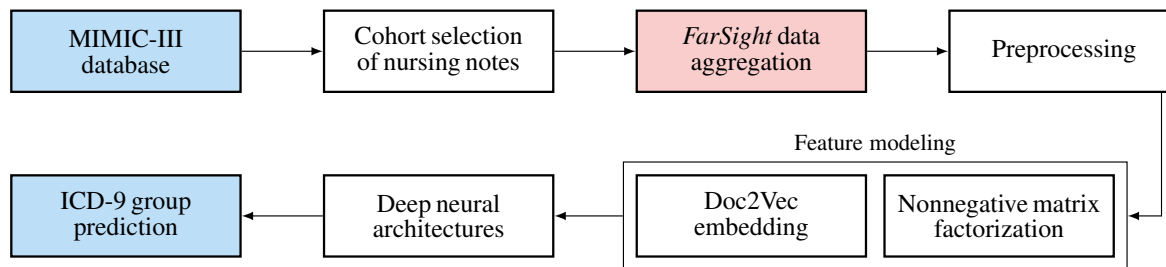 MIMIC-III
database
Cohort selection
of nursing notes
FarSight data
aggregation
Preprocessing
Feature modeling
ICD-9 group
prediction
Deep neural
architectures
Doc2Vec
embedding
Nonnegative matrix
factorization